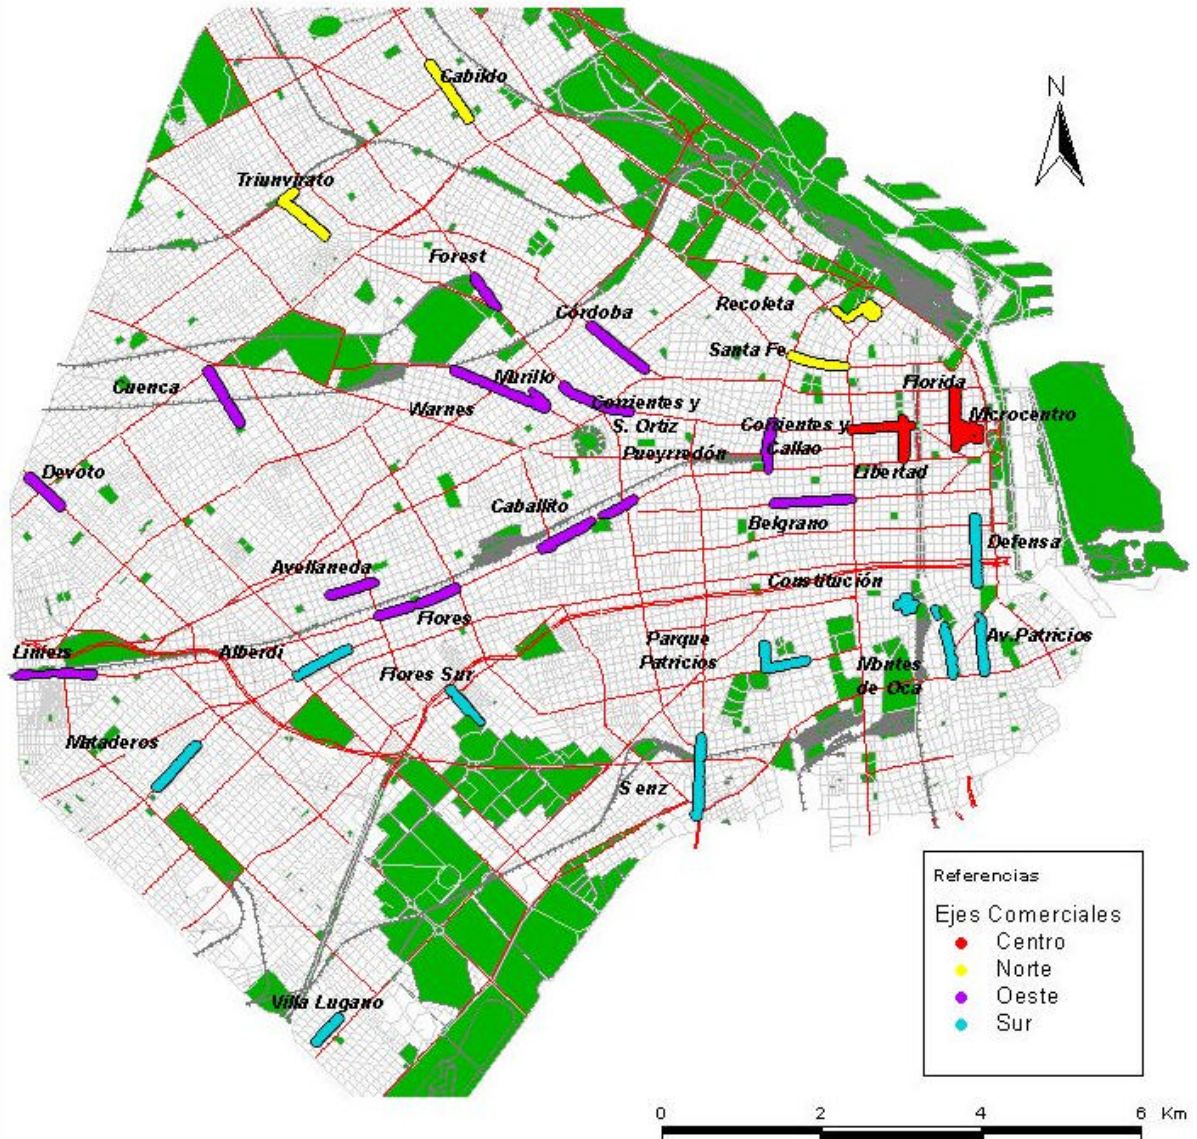 Cabildo
N
Triunvirato
Forest
Recoleta
Córdoba
Santa Fe
Cuenca
Murillo
Florida
Warnes
Corrientes y
S. Ortiz
Microcentro
Corrientes y
Callao
Pueyrredón
Libertad
Devoto
Caballito
Belgrano
Defensa
Avellaneda
Constitución
Flores
Liniers
Alberdi
Parque
Patricios
Av.Patricios
Flores Sur
Montes
de Oca
Mataderos
Senz
Villa Lugano
Referencias
Ejes Comerciales
Centro
Norte
Oeste
Sur
0 2 4 6 Km